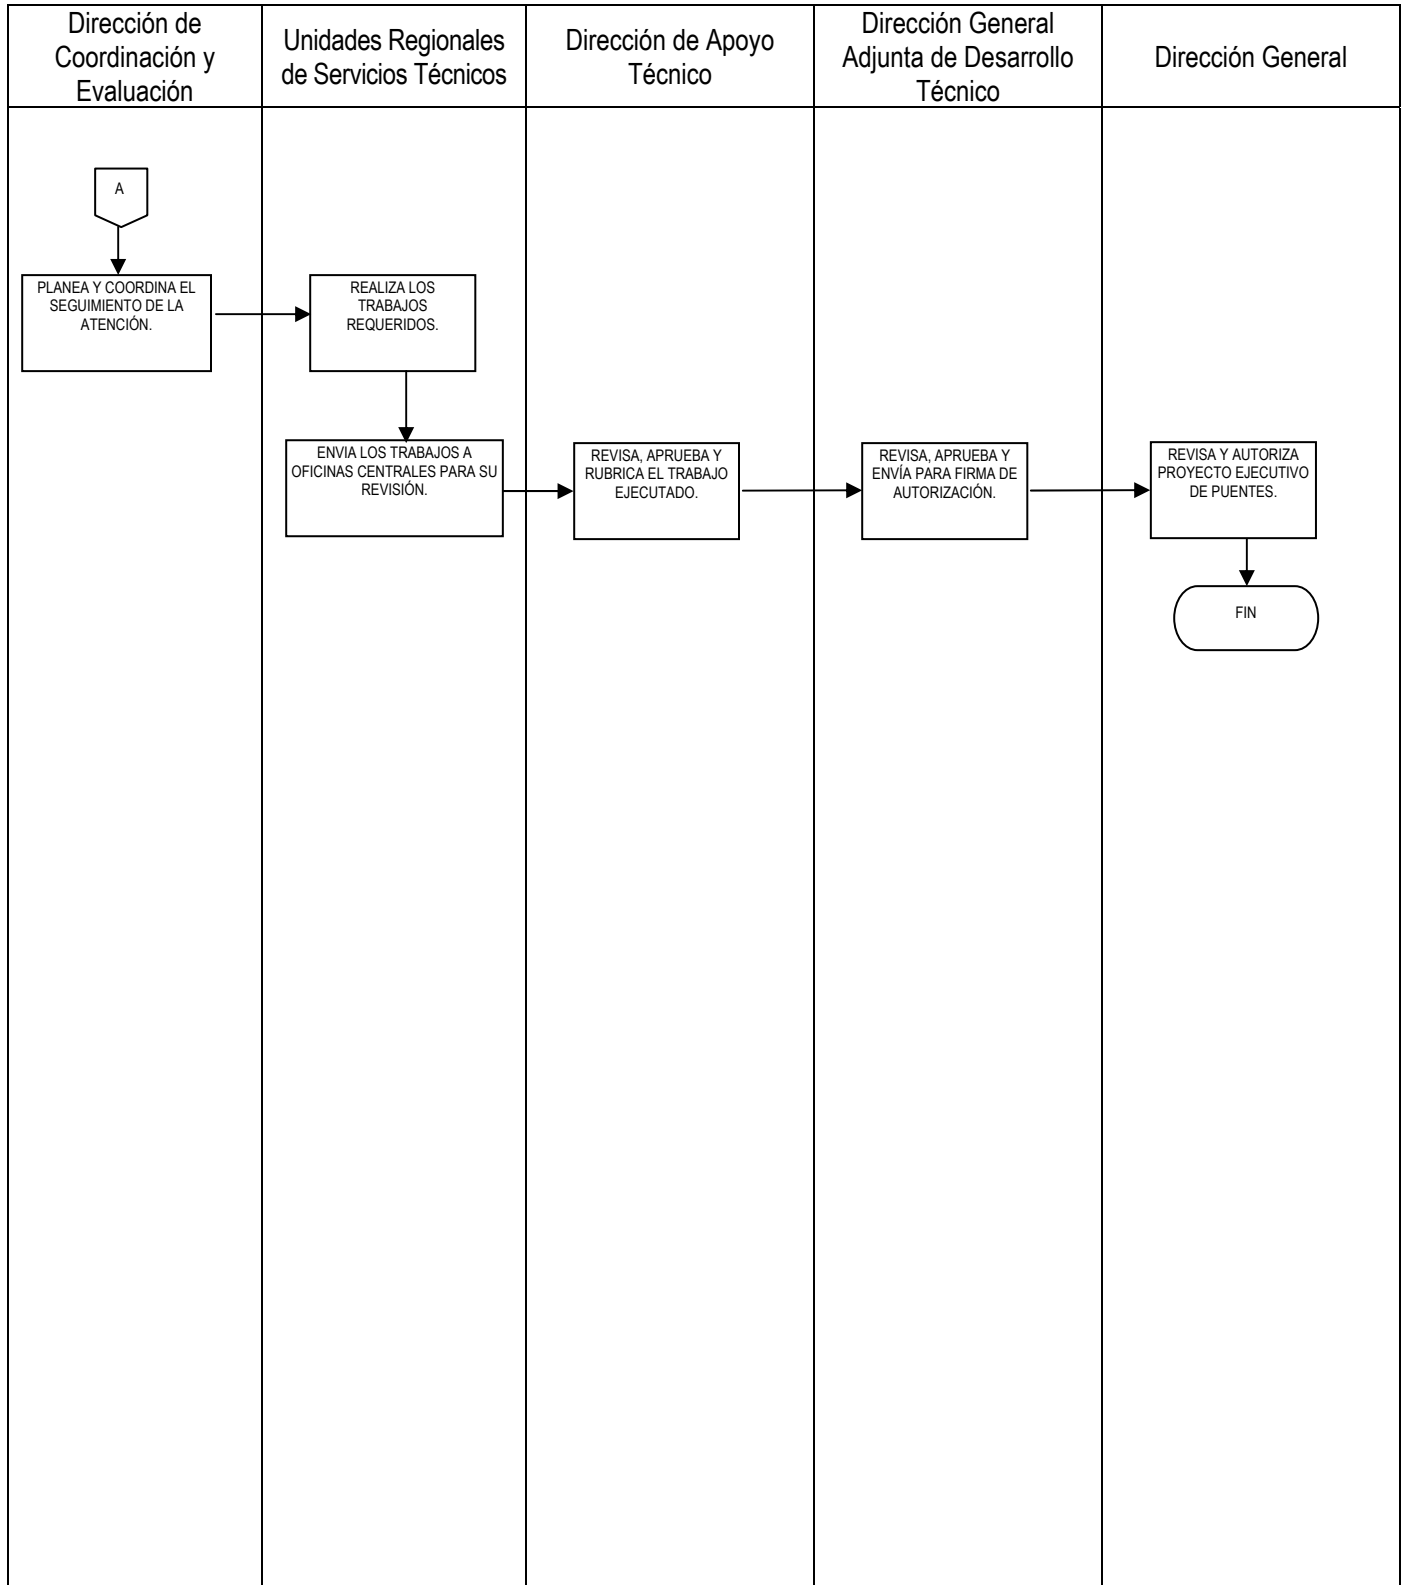 Dirección de
Coordinación y
Evaluación
Unidades Regionales
de Servicios Técnicos
Dirección de Apoyo
Técnico
Dirección General
Adjunta de Desarrollo
Técnico
Dirección General
A
PLANEA Y COORDINA EL
SEGUIMIENTO DE LA
ATENCIÓN.
REALIZA LOS
TRABAJOS
REQUERIDOS.
ENVIA LOS TRABAJOS A
OFICINAS CENTRALES PARA SU
REVISIÓN.
REVISA, APRUEBA Y
RUBRICA EL TRABAJO
EJECUTADO.
REVISA, APRUEBA Y
ENVÍA PARA FIRMA DE
AUTORIZACIÓN.
REVISA Y AUTORIZA
PROYECTO EJECUTIVO
DE PUENTES.
FIN